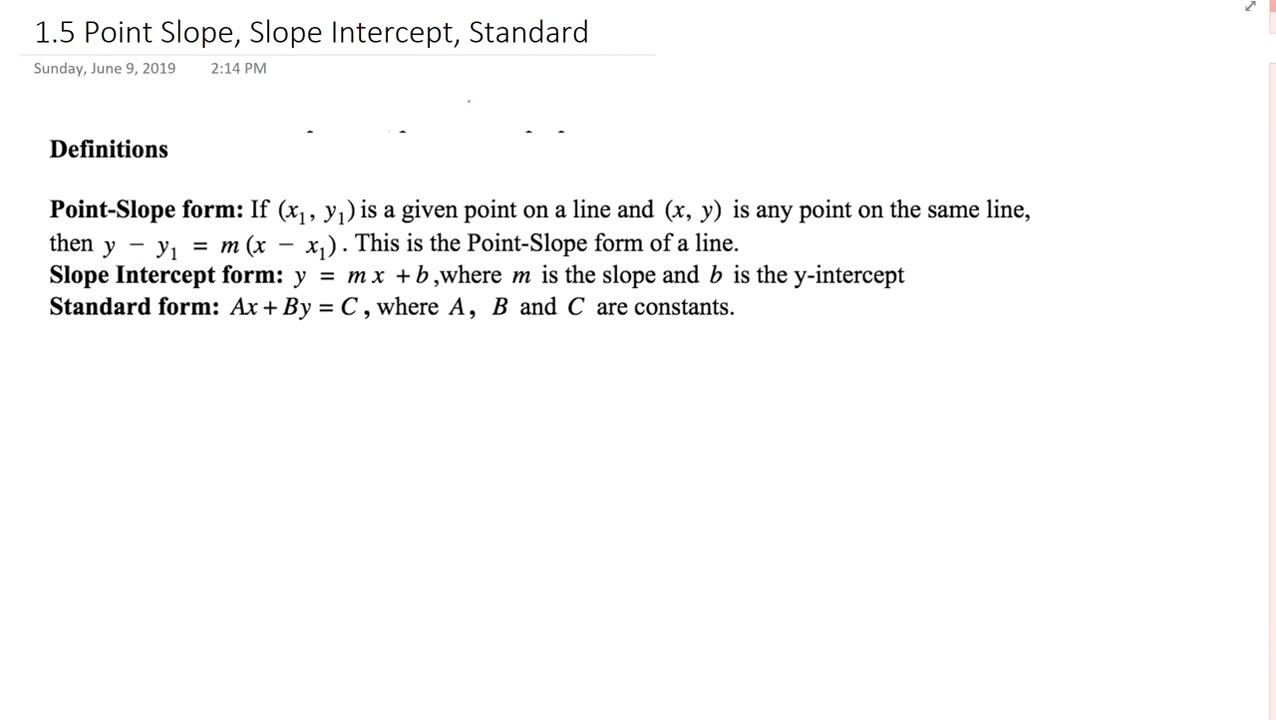 1.5 Point Slope, Slope Intercept, Standard
Sunday, June 9, 2019 2:14 PM
Definitions
Point-Slope form: If (x₁, y₁) is a given point on a line and (x, y) is any point on the same line,
then y − y₁ = m (x − x₁). This is the Point-Slope form of a line.
Slope Intercept form: y = m x + b ,where m is the slope and b is the y-intercept
Standard form: Ax + By = C , where A, B and C are constants.